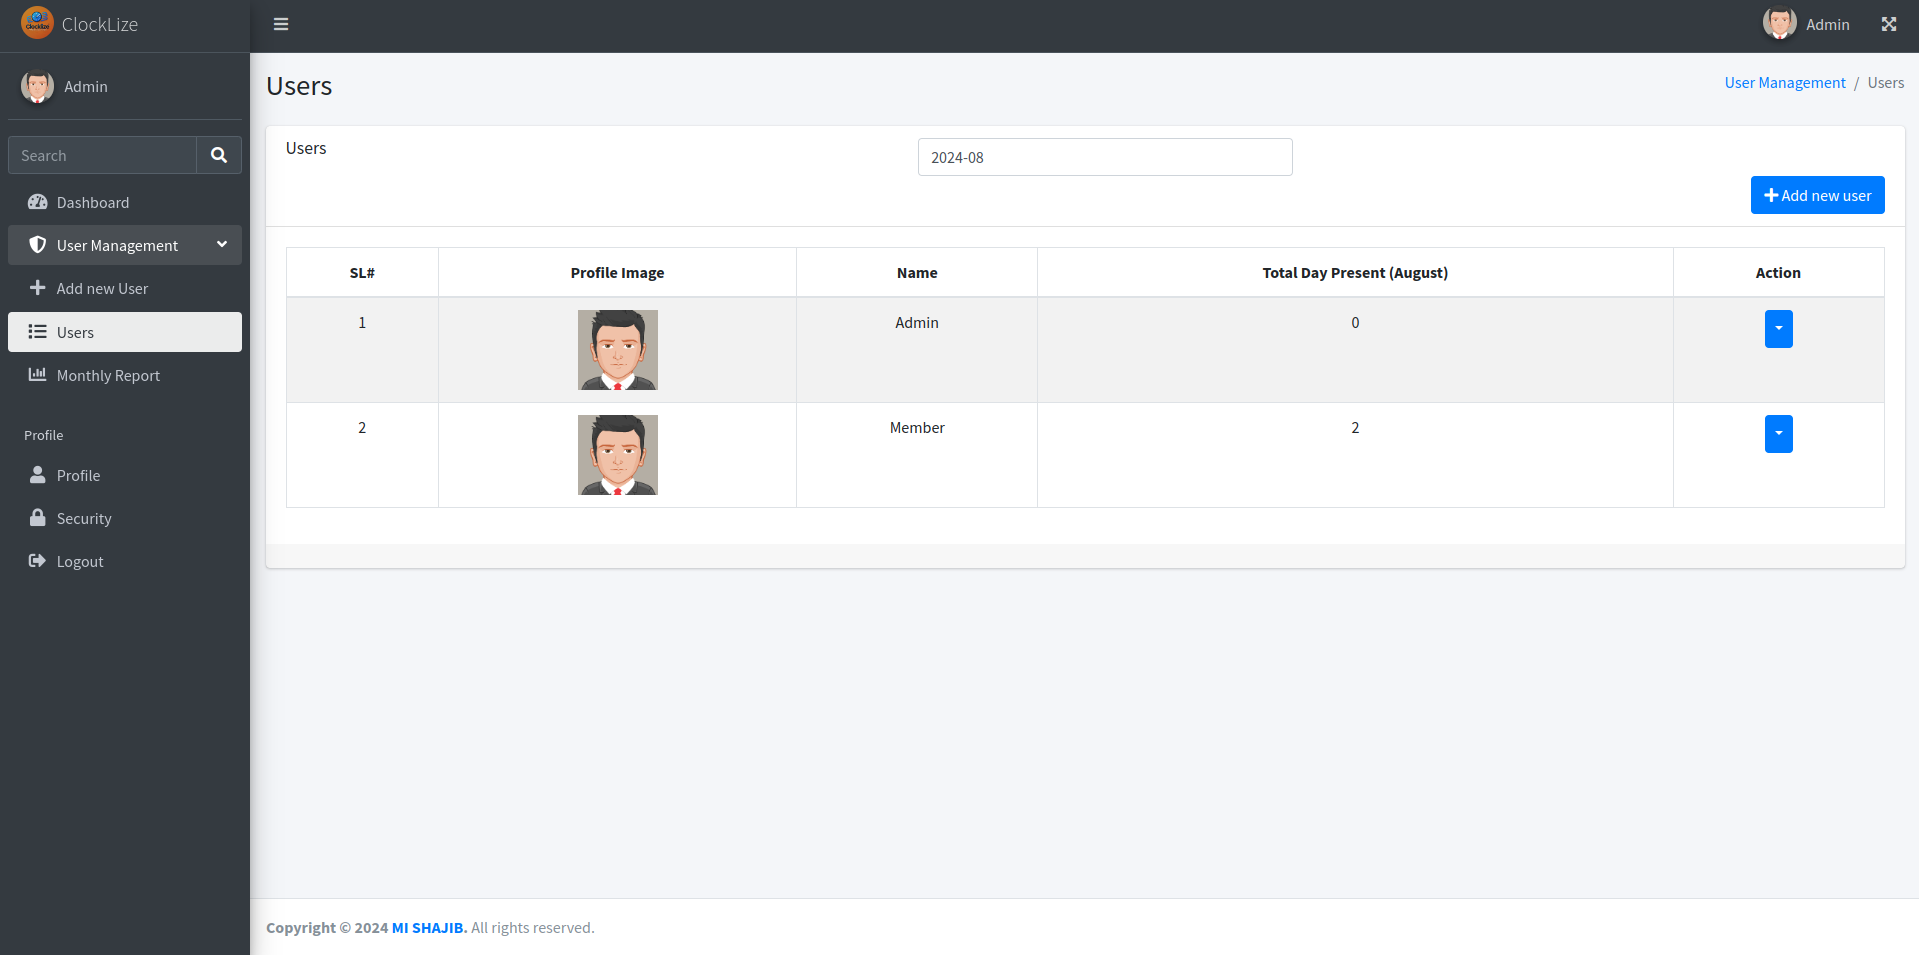 ClockLize
Admin
Admin
Search
Dashboard
User Management
Add new User
Users
Monthly Report
Profile
Profile
Security
Logout
Users
User Management / Users
Users
2024-08
Add new user
SL# Profile Image Name Total Day Present (August) Action
1 Admin 0
2 Member 2
Copyright © 2024 MI SHAJIB. All rights reserved.